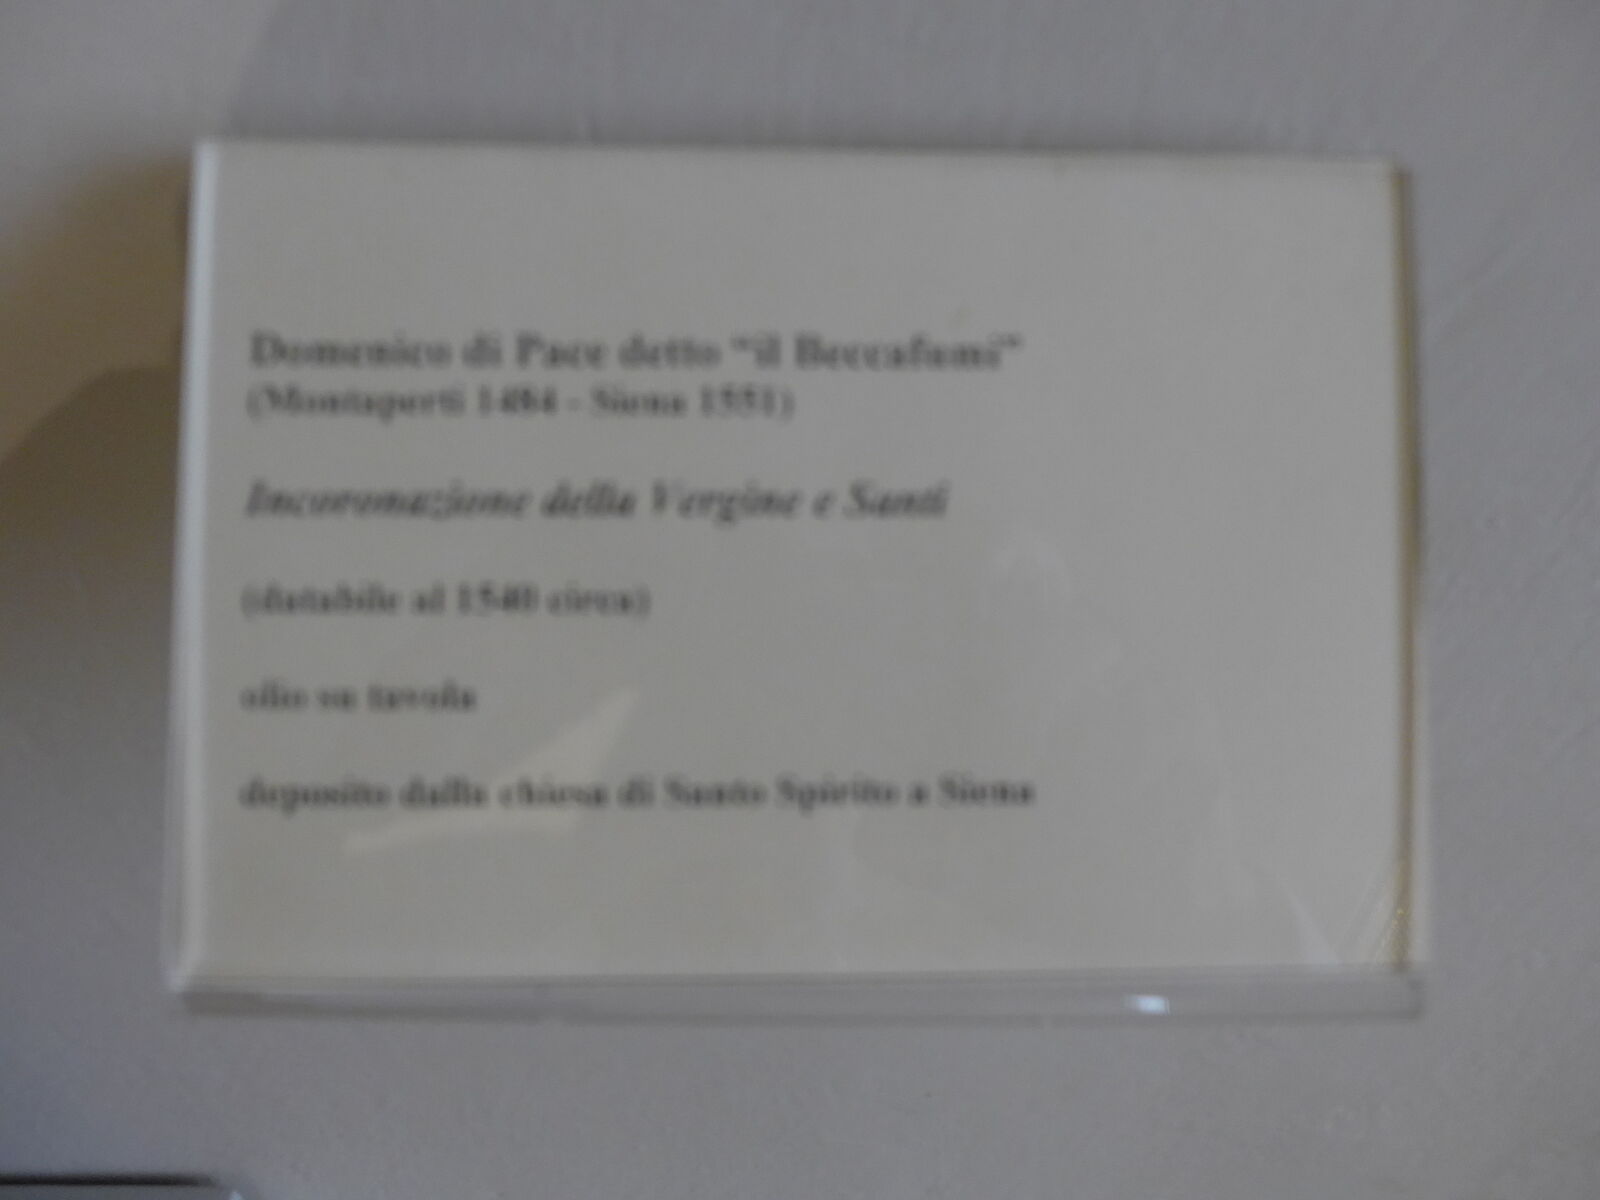 Domenico di Pace detto “il Beccafumi”
(Montaperti 1484 - Siena 1551)
Incoronazione della Vergine e Santi
(databile al 1540 circa)
olio su tavola
deposito dalla chiesa di Santo Spirito a Siena